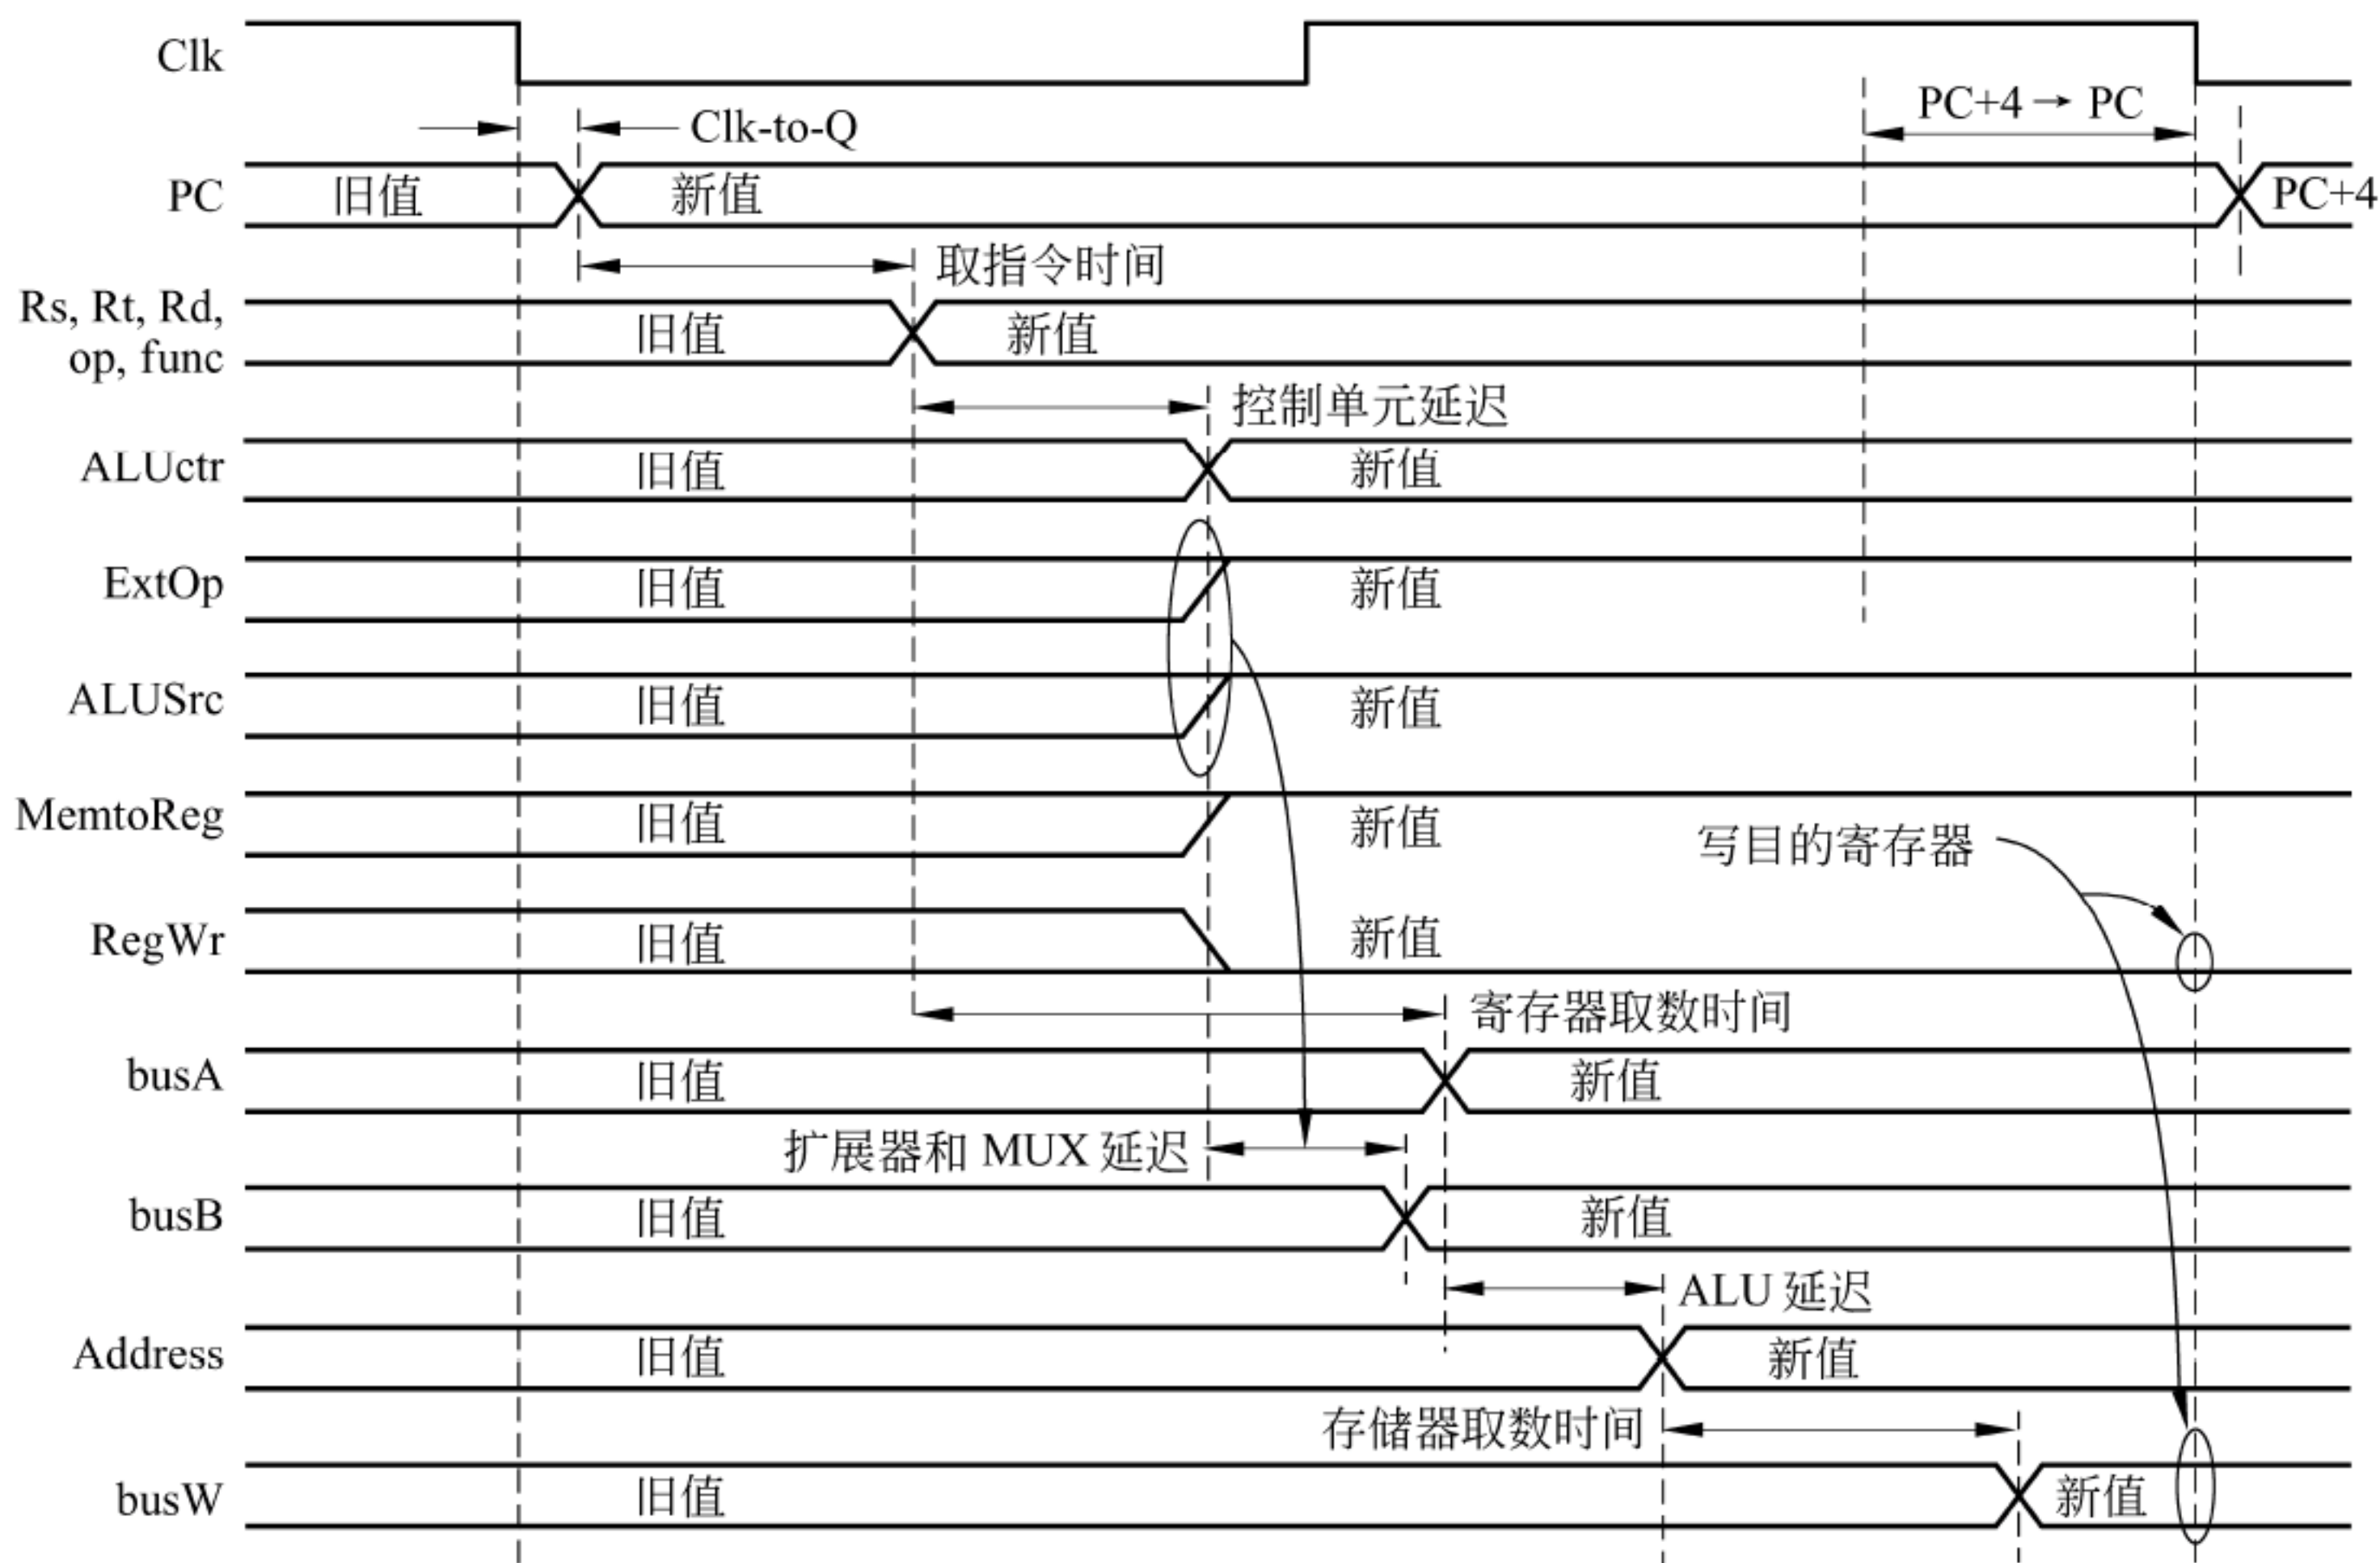 Clk
PC+4 → PC
Clk-to-Q
PC 旧值 新值 PC+4
取指令时间
Rs, Rt, Rd,
op, func
旧值 新值
控制单元延迟
ALUctr 旧值 新值
ExtOp 旧值 新值
ALUSrc 旧值 新值
MemtoReg 旧值 新值
写目的寄存器
RegWr 旧值 新值
寄存器取数时间
busA 旧值 新值
扩展器和 MUX 延迟
busB 旧值 新值
ALU 延迟
Address 旧值 新值
存储器取数时间
busW 旧值 新值